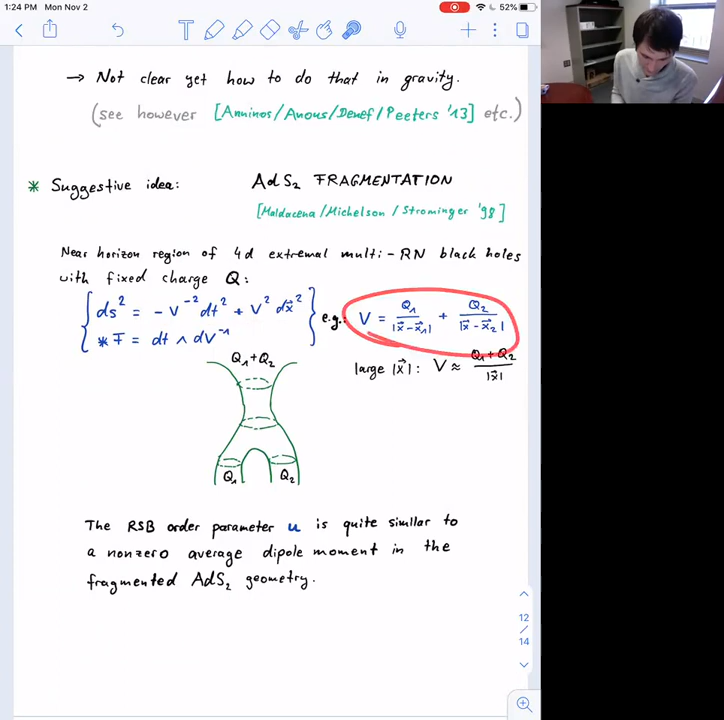 1:24 PM Mon Nov 2
52%
→ Not clear yet how to do that in gravity.
(see however [Anninos/Anous/Denef/Peeters '13] etc.)
* Suggestive idea: AdS₂ FRAGMENTATION
[Maldacena/Michelson/Strominger '98]
Near horizon region of 4d extremal multi-RN black holes
with fixed charge Q:
{ ds² = - V⁻² dt² + V² dx⃗² } e.g.: V = Q₁/|x⃗-x⃗₁| + Q₂/|x⃗-x⃗₂|
* F = dt ∧ dV⁻¹
Q₁+Q₂
large |x⃗|: V ≈ (Q₁+Q₂)/|x⃗|
Q₁ Q₂
The RSB order parameter u is quite similar to
a nonzero average dipole moment in the
fragmented AdS₂ geometry.
12
/
14